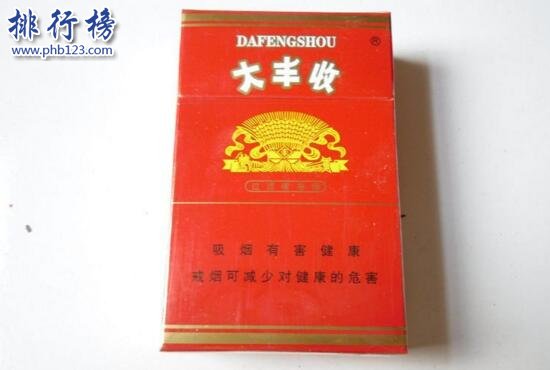 排行榜
www.phb123.com
DAFENGSHOU
®
大丰收
吸烟有害健康
戒烟可减少对健康的危害